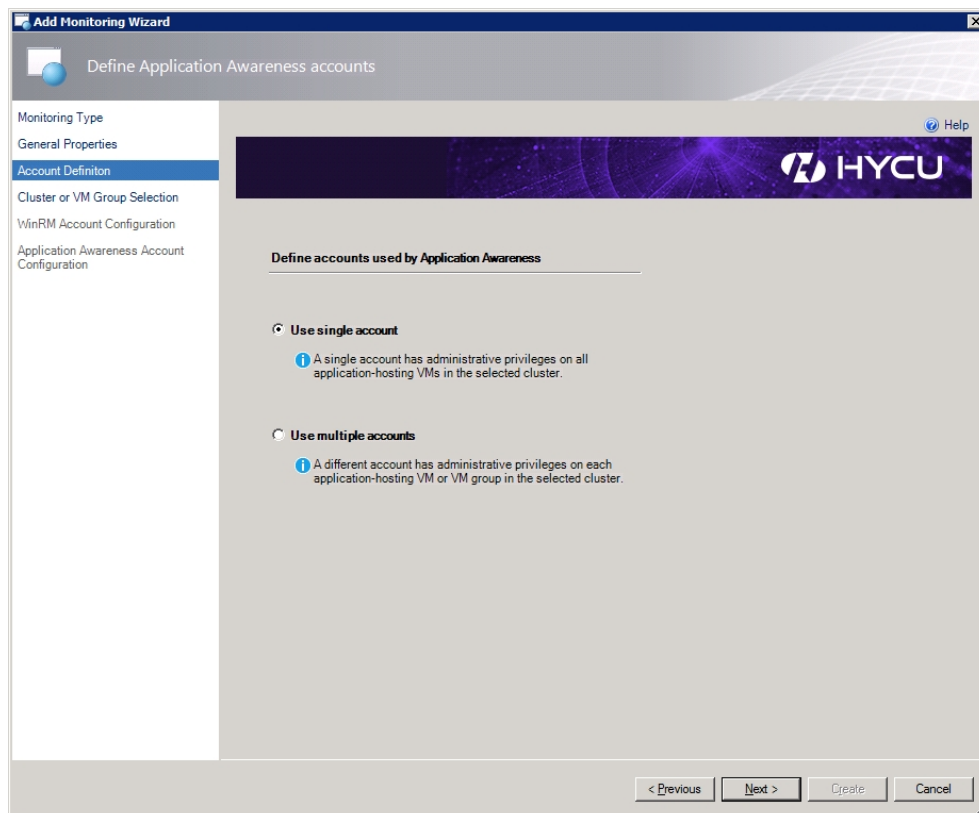 Add Monitoring Wizard
Define Application Awareness accounts
Monitoring Type
General Properties
Account Definiton
Cluster or VM Group Selection
WinRM Account Configuration
Application Awareness Account
Configuration
Help
HYCU
Define accounts used by Application Awareness
Use single account
A single account has administrative privileges on all
application-hosting VMs in the selected cluster.
Use multiple accounts
A different account has administrative privileges on each
application-hosting VM or VM group in the selected cluster.
< Previous
Next >
Create
Cancel